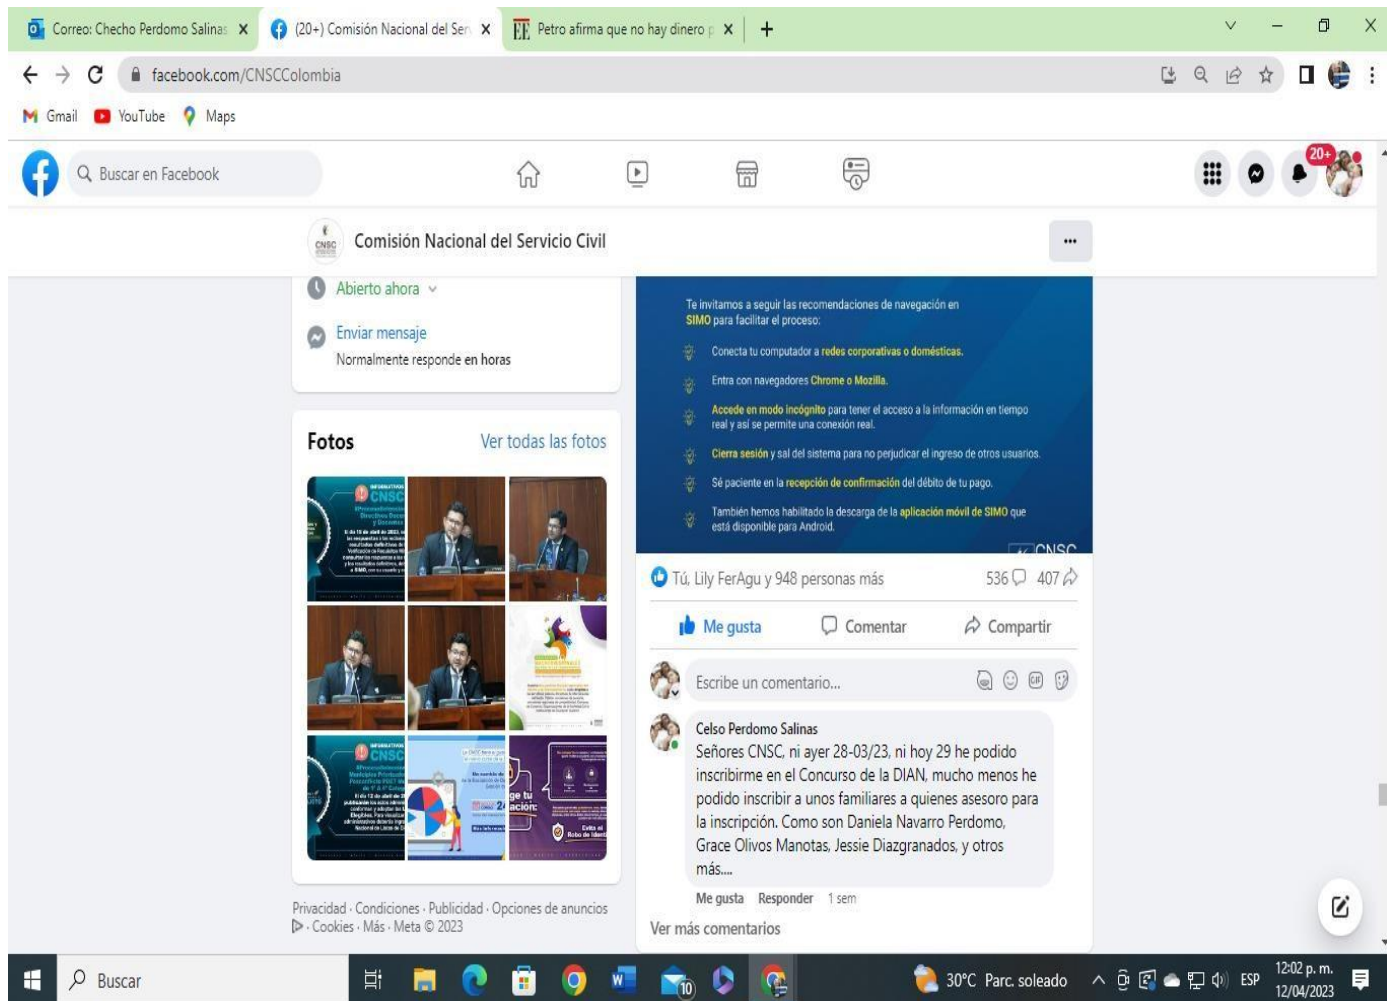 Correo: Checho Perdomo Salinas
(20+) Comisión Nacional del Ser
Petro afirma que no hay dinero p
facebook.com/CNSCColombia
Gmail
YouTube
Maps
Buscar en Facebook
20+
CNSC
Comisión Nacional del Servicio Civil
Abierto ahora
Enviar mensaje
Normalmente responde en horas
Fotos
Ver todas las fotos
CNSC
CNSC
24
Te invitamos a seguir las recomendaciones de navegación en
SIMO para facilitar el proceso:
Conecta tu computador a redes corporativas o domésticas.
Entra con navegadores Chrome o Mozilla.
Accede en modo incógnito para tener el acceso a la información en tiempo
real y así se permite una conexión real.
Cierra sesión y sal del sistema para no perjudicar el ingreso de otros usuarios.
Sé paciente en la recepción de confirmación del débito de tu pago.
También hemos habilitado la descarga de la aplicación móvil de SIMO que
está disponible para Android.
CNSC
Tú, Lily FerAgu y 948 personas más
536
407
Me gusta
Comentar
Compartir
Escribe un comentario...
GIF
Celso Perdomo Salinas
Señores CNSC, ni ayer 28-03/23, ni hoy 29 he podido
inscribirme en el Concurso de la DIAN, mucho menos he
podido inscribir a unos familiares a quienes asesoro para
la inscripción. Como son Daniela Navarro Perdomo,
Grace Olivos Manotas, Jessie Diazgranados, y otros
más....
Me gusta Responder 1 sem
Ver más comentarios
Privacidad · Condiciones · Publicidad · Opciones de anuncios
· Cookies · Más · Meta © 2023
Buscar
10
30°C Parc. soleado
ESP
12:02 p. m.
12/04/2023